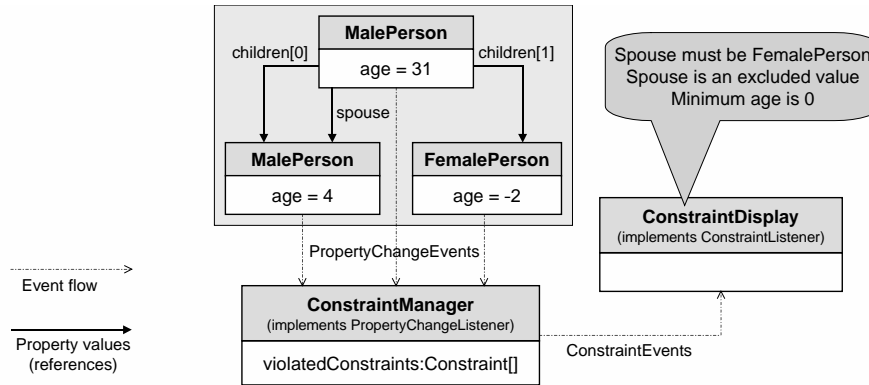 MalePerson
age = 31
children[0]
children[1]
spouse
MalePerson
age = 4
FemalePerson
age = -2
Spouse must be FemalePerson
Spouse is an excluded value
Minimum age is 0
ConstraintDisplay
(implements ConstraintListener)
PropertyChangeEvents
Event flow
Property values
(references)
ConstraintManager
(implements PropertyChangeListener)
violatedConstraints:Constraint[]
ConstraintEvents